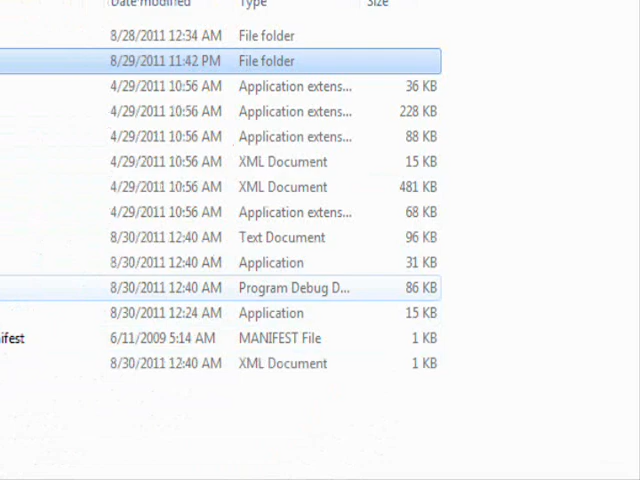 Date modified Type Size
8/28/2011 12:34 AM File folder
8/29/2011 11:42 PM File folder
4/29/2011 10:56 AM Application extens... 36 KB
4/29/2011 10:56 AM Application extens... 228 KB
4/29/2011 10:56 AM Application extens... 88 KB
4/29/2011 10:56 AM XML Document 15 KB
4/29/2011 10:56 AM XML Document 481 KB
4/29/2011 10:56 AM Application extens... 68 KB
8/30/2011 12:40 AM Text Document 96 KB
8/30/2011 12:40 AM Application 31 KB
8/30/2011 12:40 AM Program Debug D... 86 KB
8/30/2011 12:24 AM Application 15 KB
ifest 6/11/2009 5:14 AM MANIFEST File 1 KB
8/30/2011 12:40 AM XML Document 1 KB